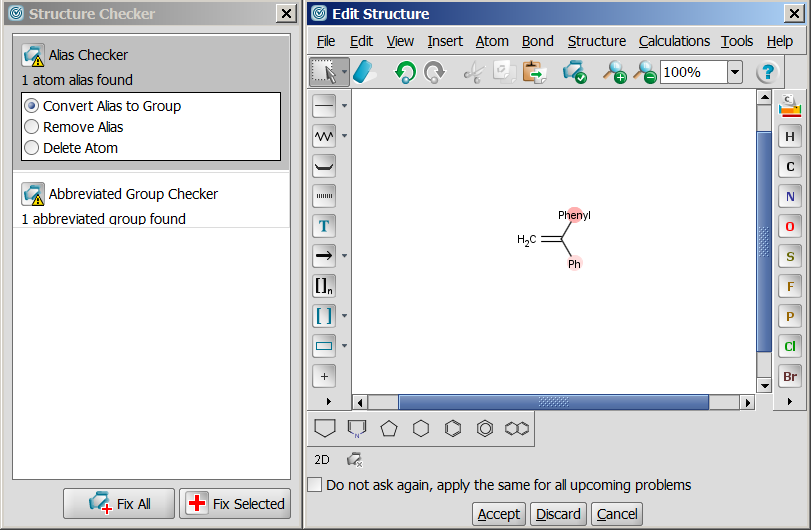 Structure Checker
Alias Checker
1 atom alias found
Convert Alias to Group
Remove Alias
Delete Atom
Abbreviated Group Checker
1 abbreviated group found
Fix All
Fix Selected
Edit Structure
File Edit View Insert Atom Bond Structure Calculations Tools Help
100%
?
T
[]n
[ ]
+
Phenyl
H2C
Ph
C
H
C
N
O
S
F
P
Cl
Br
N
2D
Do not ask again, apply the same for all upcoming problems
Accept Discard Cancel